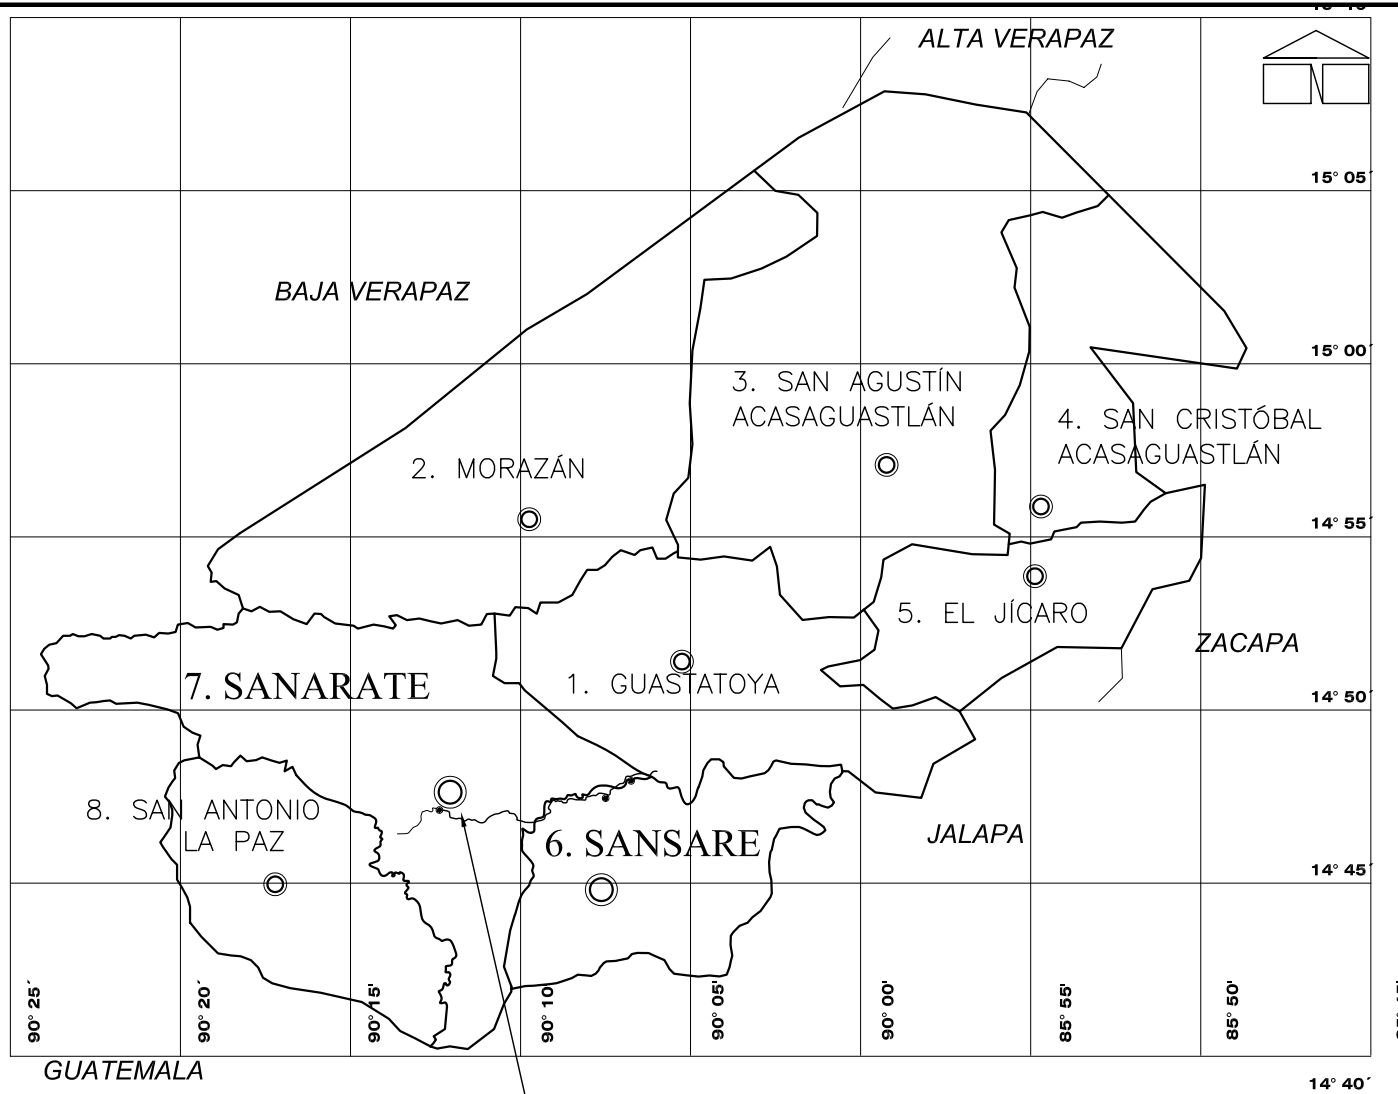 ALTA VERAPAZ
15° 05´
BAJA VERAPAZ
15° 00´
3. SAN AGUSTÍN
ACASAGUASTLÁN
4. SAN CRISTÓBAL
ACASAGUASTLÁN
2. MORAZÁN
14° 55´
5. EL JÍCARO
ZACAPA
7. SANARATE
1. GUASTATOYA
14° 50´
8. SAN ANTONIO
LA PAZ
6. SANSARE
JALAPA
14° 45´
90° 25´
90° 20´
90° 15'
90° 10'
90° 05'
90° 00'
85° 55'
85° 50'
GUATEMALA
14° 40´